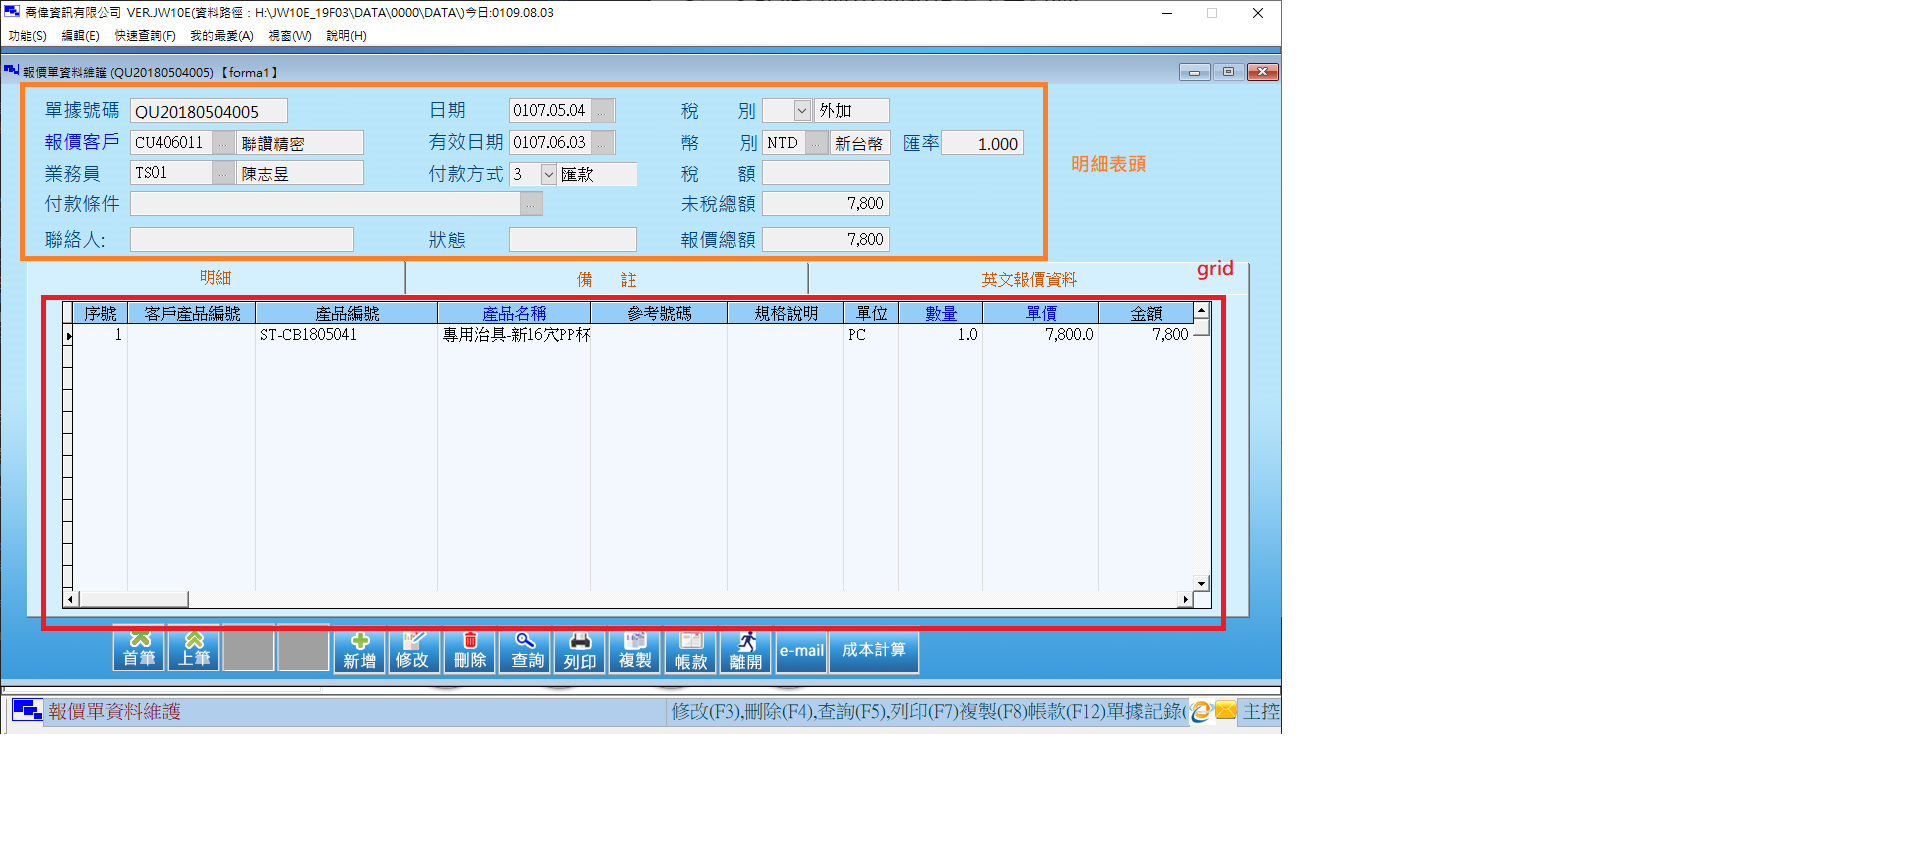 喬偉資訊有限公司 VER.JW10E(資料路徑：H:\JW10E_19F03\DATA\0000\DATA\)今日:0109.08.03
功能(S) 編輯(E) 快速查詢(F) 我的最愛(A) 視窗(W) 說明(H)
報價單資料維護 (QU20180504005)【forma1】
單據號碼 QU20180504005 日期 0107.05.04 ... 稅 別 外加
報價客戶 CU406011 ... 聯讚精密 有效日期 0107.06.03 ... 幣 別 NTD ... 新台幣 匯率 1.000
業務員 TS01 ... 陳志昱 付款方式 3 匯款 稅 額
明細表頭
付款條件 ... 未稅總額 7,800
聯絡人: 狀態 報價總額 7,800
grid
明細 備 註 英文報價資料
序號 客戶產品編號 產品編號 產品名稱 參考號碼 規格說明 單位 數量 單價 金額
1 ST-CB1805041 專用治具-新16穴PP杯 PC 1.0 7,800.0 7,800
首筆 上筆 新增 修改 刪除 查詢 列印 複製 帳款 離開 e-mail 成本計算
報價單資料維護 修改(F3),刪除(F4),查詢(F5),列印(F7)複製(F8)帳款(F12)單據記錄( 主控